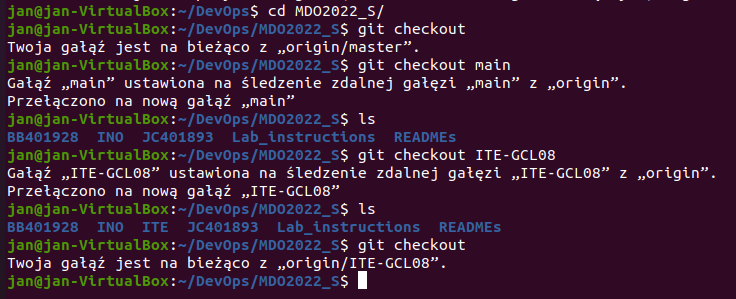 jan@jan-VirtualBox:~/DevOps$ cd MDO2022_S/
jan@jan-VirtualBox:~/DevOps/MDO2022_S$ git checkout
Twoja gałąź jest na bieżąco z „origin/master”.
jan@jan-VirtualBox:~/DevOps/MDO2022_S$ git checkout main
Gałąź „main” ustawiona na śledzenie zdalnej gałęzi „main” z „origin”.
Przełączono na nową gałąź „main”
jan@jan-VirtualBox:~/DevOps/MDO2022_S$ ls
BB401928  INO  JC401893  Lab_instructions  READMEs
jan@jan-VirtualBox:~/DevOps/MDO2022_S$ git checkout ITE-GCL08
Gałąź „ITE-GCL08” ustawiona na śledzenie zdalnej gałęzi „ITE-GCL08” z „origin”.
Przełączono na nową gałąź „ITE-GCL08”
jan@jan-VirtualBox:~/DevOps/MDO2022_S$ ls
BB401928  INO  ITE  JC401893  Lab_instructions  READMEs
jan@jan-VirtualBox:~/DevOps/MDO2022_S$ git checkout
Twoja gałąź jest na bieżąco z „origin/ITE-GCL08”.
jan@jan-VirtualBox:~/DevOps/MDO2022_S$